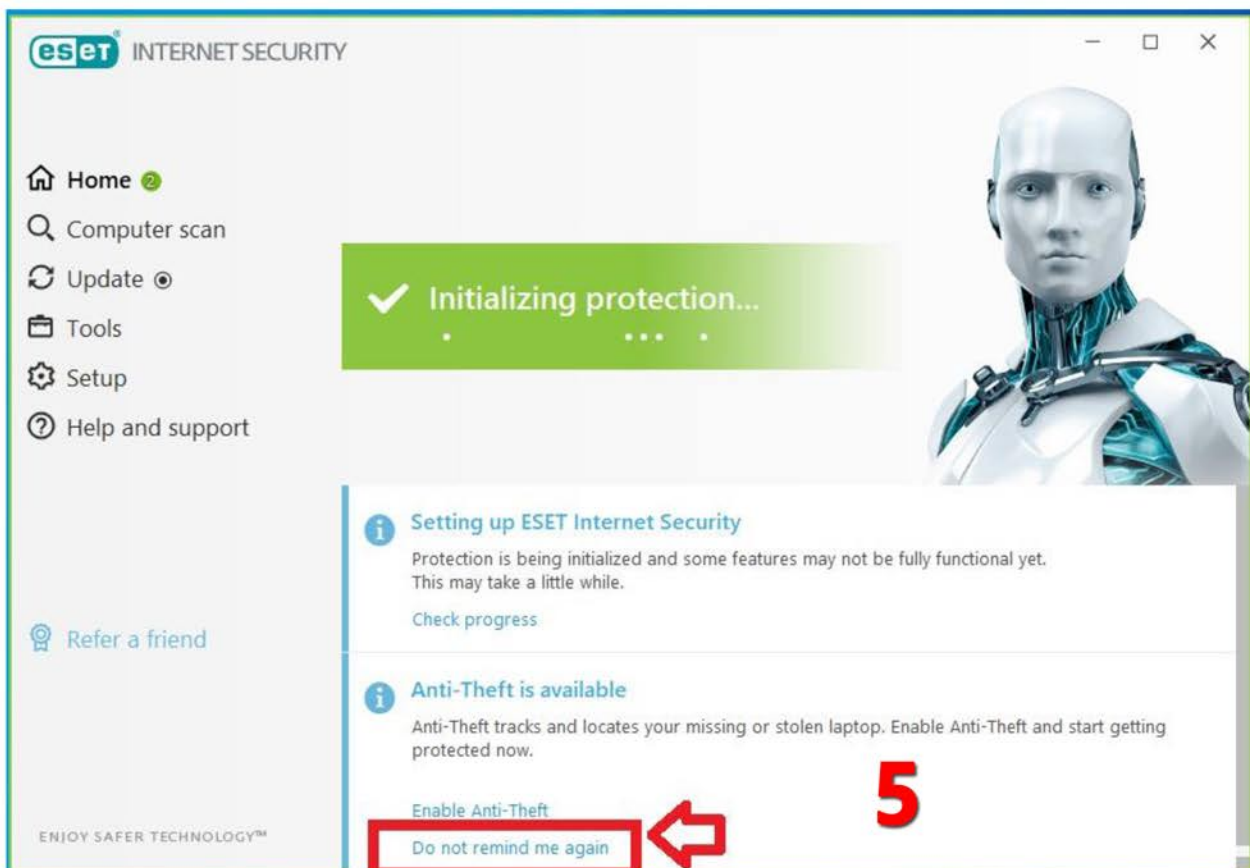 eset® INTERNET SECURITY
Home 2
Computer scan
Update
Tools
Setup
Help and support
Refer a friend
ENJOY SAFER TECHNOLOGY™
Initializing protection...
Setting up ESET Internet Security
Protection is being initialized and some features may not be fully functional yet.
This may take a little while.
Check progress
Anti-Theft is available
Anti-Theft tracks and locates your missing or stolen laptop. Enable Anti-Theft and start getting
protected now.
Enable Anti-Theft
Do not remind me again
5